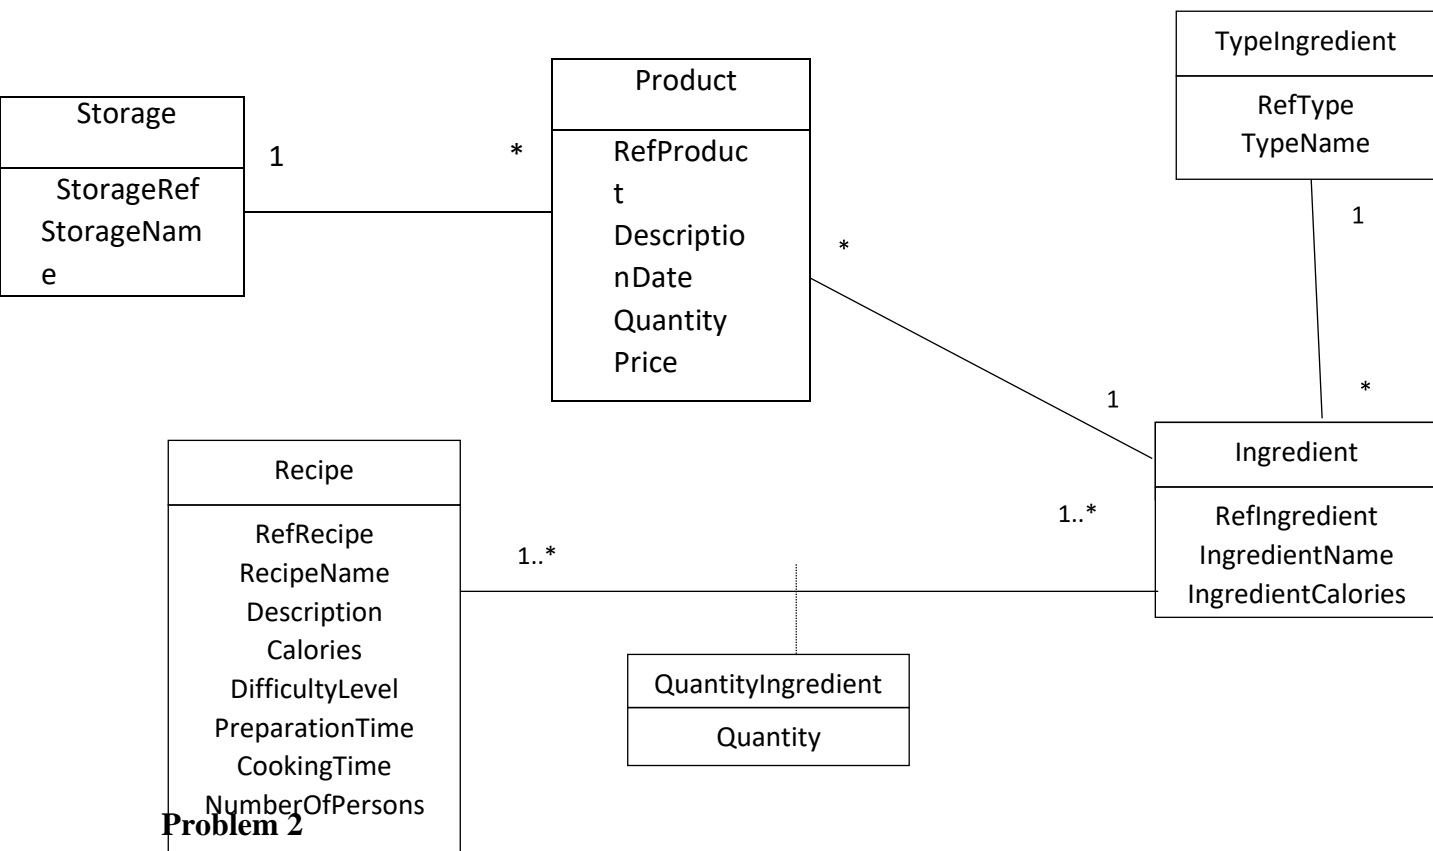 TypeIngredient
RefType
TypeName
1
*
Product
RefProduc
t
Descriptio
nDate
Quantity
Price
*
1
Storage
StorageRef
StorageNam
e
1
*
Ingredient
RefIngredient
IngredientName
IngredientCalories
1..*
1..*
Recipe
RefRecipe
RecipeName
Description
Calories
DifficultyLevel
PreparationTime
CookingTime
NumberOfPersons
QuantityIngredient
Quantity
Problem 2